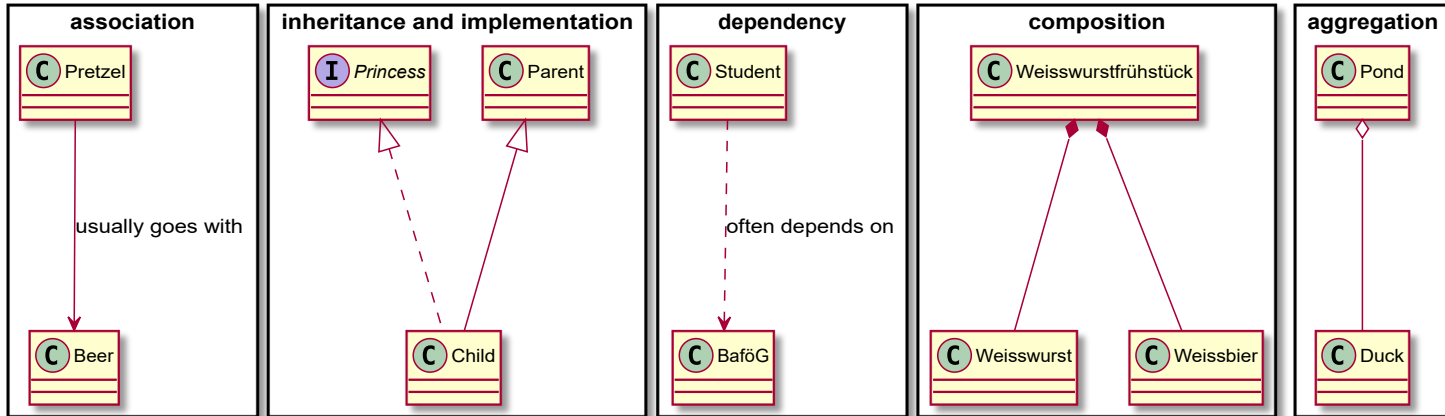 association
C Pretzel
usually goes with
C Beer
inheritance and implementation
I Princess
C Parent
C Child
dependency
C Student
often depends on
C BaföG
composition
C Weisswurstfrühstück
C Weisswurst
C Weissbier
aggregation
C Pond
C Duck